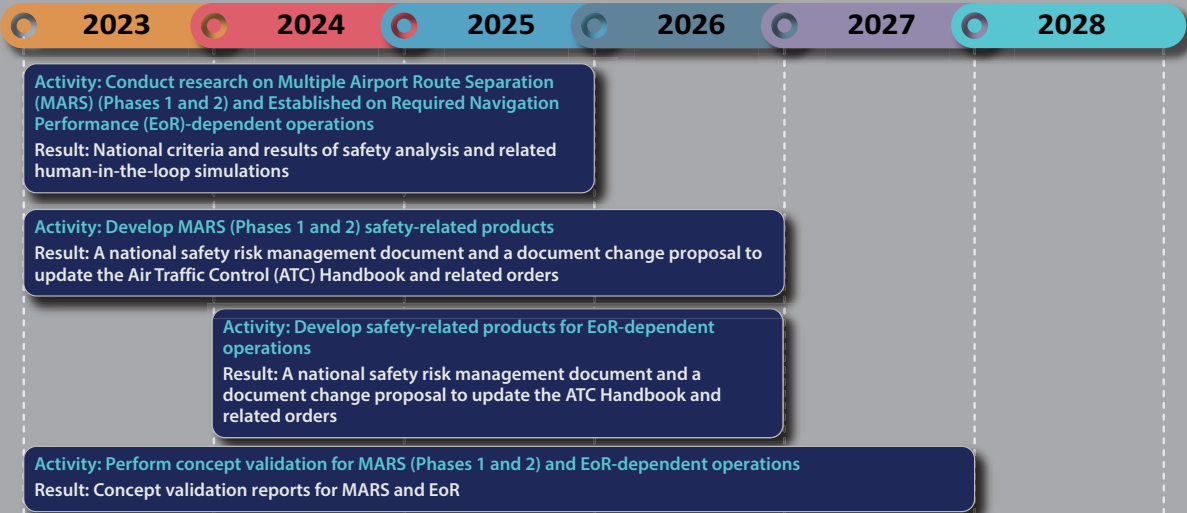 2023 2024 2025 2026 2027 2028
Activity: Conduct research on Multiple Airport Route Separation
(MARS) (Phases 1 and 2) and Established on Required Navigation
Performance (EoR)-dependent operations
Result: National criteria and results of safety analysis and related
human-in-the-loop simulations
Activity: Develop MARS (Phases 1 and 2) safety-related products
Result: A national safety risk management document and a document change proposal to
update the Air Traffic Control (ATC) Handbook and related orders
Activity: Develop safety-related products for EoR-dependent
operations
Result: A national safety risk management document and a
document change proposal to update the ATC Handbook and
related orders
Activity: Perform concept validation for MARS (Phases 1 and 2) and EoR-dependent operations
Result: Concept validation reports for MARS and EoR